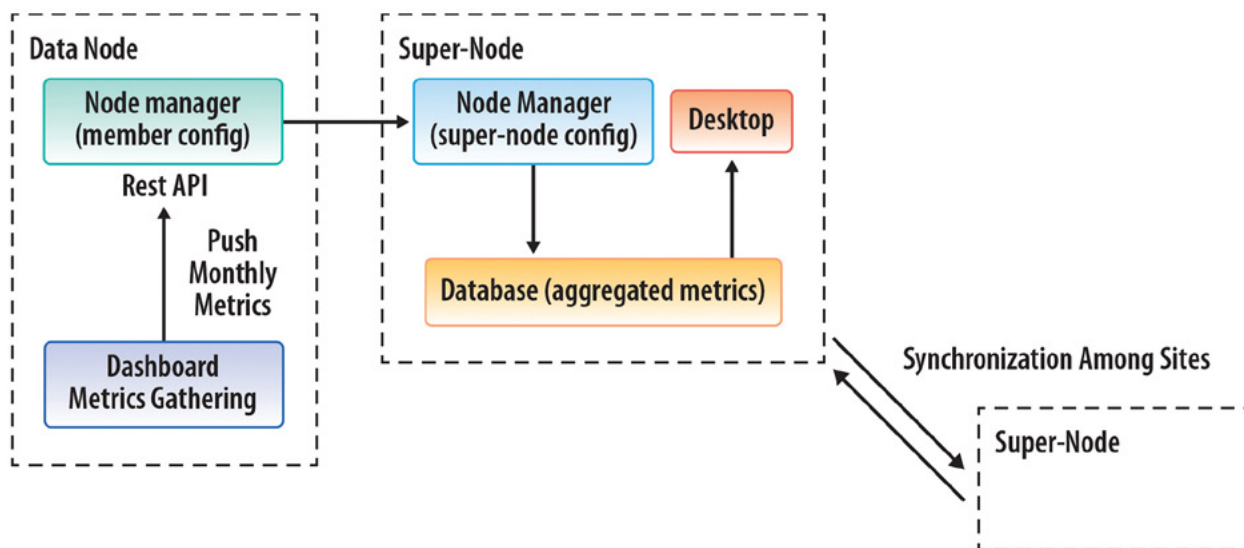 Data Node
Node manager
(member config)
Rest API
Push
Monthly
Metrics
Dashboard
Metrics Gathering
Super-Node
Node Manager
(super-node config)
Desktop
Database (aggregated metrics)
Synchronization Among Sites
Super-Node